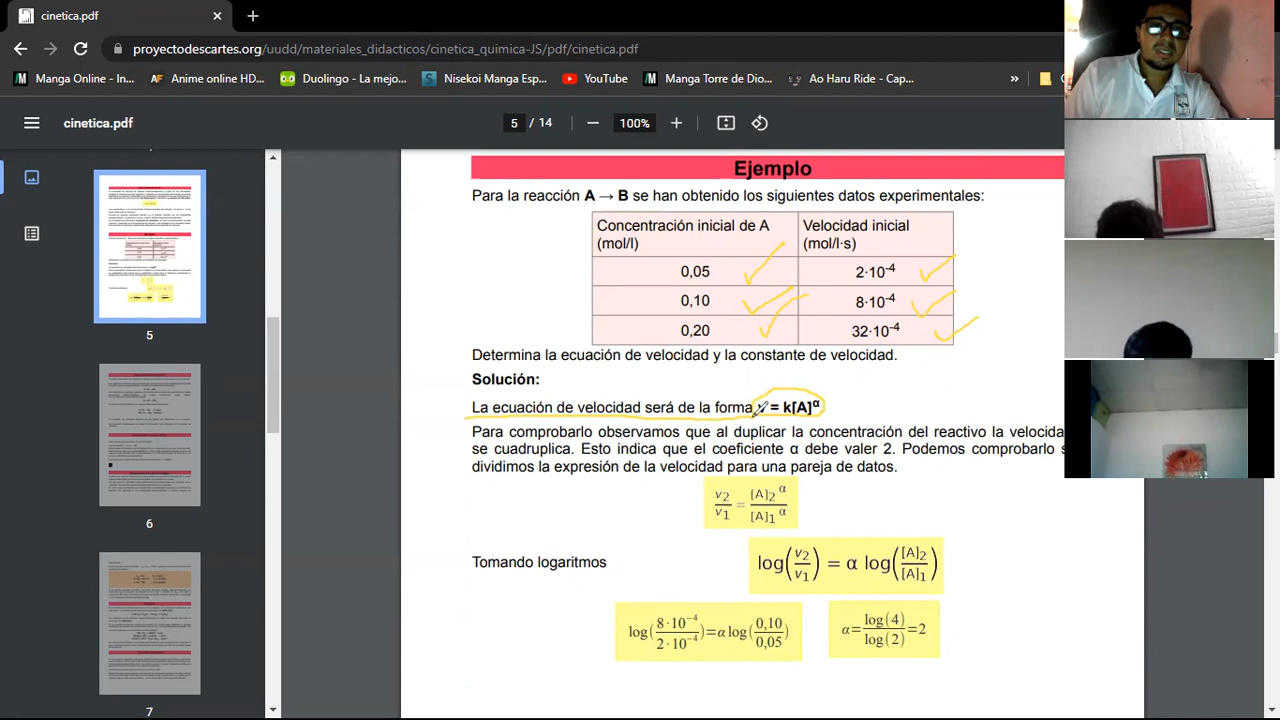 cinetica.pdf
proyectodescartes.org/uudd/materiales_didacticos/cinetica_quimica-JS/pdf/cinetica.pdf
Manga Online - In...
AF Anime online HD...
Duolingo - La mejo...
S Nisekoi Manga Esp...
YouTube
Manga Torre de Dio...
Ao Haru Ride - Cap...
»
cinetica.pdf
5 / 14
100%
5
6
7
Ejemplo
Para la reacción A → B se han obtenido los siguientes datos experimentales:
Concentración inicial de A (mol/l)
Velocidad inicial (mol/l·s)
0,05 2·10⁻⁴
0,10 8·10⁻⁴
0,20 32·10⁻⁴
Determina la ecuación de velocidad y la constante de velocidad.
Solución:
La ecuación de velocidad será de la forma = k[A]α
Para comprobarlo observamos que al duplicar la concentración del reactivo la velocida
se cuadruplica. Esto indica que el coeficiente α debe valer 2. Podemos comprobarlo s
dividimos la expresión de la velocidad para una pareja de datos.
v₂/v₁ = [A]₂α/[A]₁α
Tomando logaritmos
log(v₂/v₁) = α log([A]₂/[A]₁)
log(8·10⁻⁴/2·10⁻⁴)=α log(0,10/0,05)
α=log(4)/log(2)=2